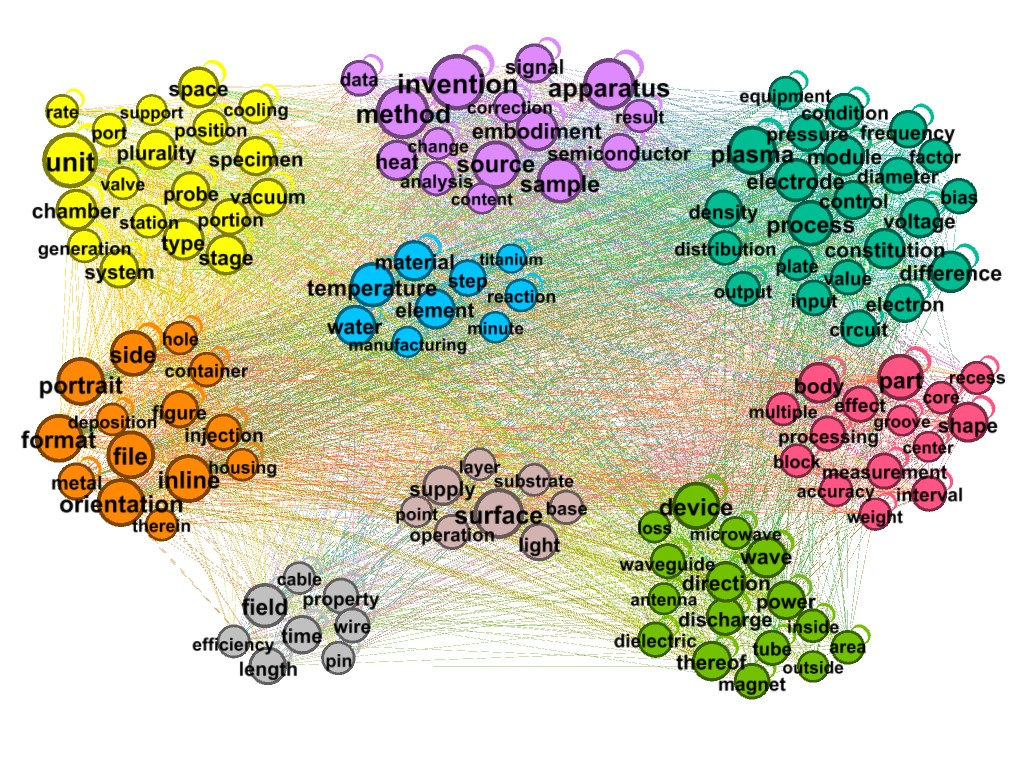 space
rate
support
cooling
port
position
plurality
unit
specimen
valve
probe
vacuum
chamber
station
portion
generation
type
stage
system
data
signal
invention
apparatus
method
correction
result
embodiment
change
heat
source
semiconductor
analysis
sample
content
equipment
condition
pressure
frequency
plasma
module
factor
electrode
diameter
control
bias
density
process
voltage
distribution
constitution
plate
value
difference
output
input
electron
circuit
material
titanium
temperature
step
reaction
element
water
minute
manufacturing
hole
side
container
portrait
deposition
figure
format
injection
file
housing
metal
inline
orientation
therein
body
part
recess
multiple
effect
core
groove
shape
processing
center
block
measurement
accuracy
interval
weight
layer
supply
substrate
point
surface
base
operation
light
device
loss
microwave
waveguide
wave
direction
antenna
power
discharge
inside
dielectric
tube
area
thereof
outside
magnet
cable
field
property
time
wire
efficiency
length
pin